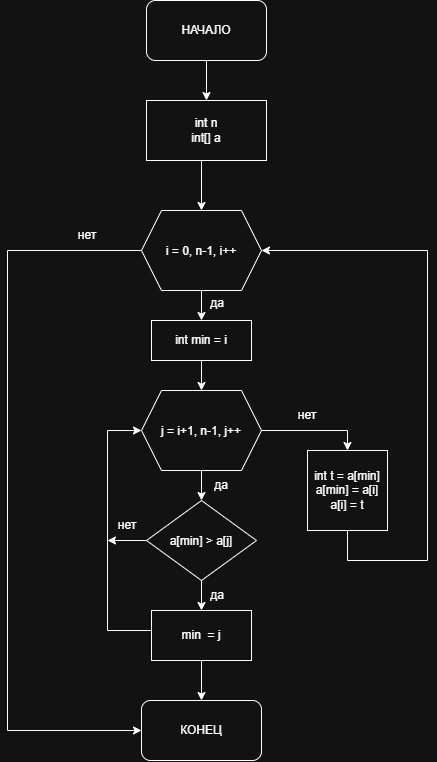 НАЧАЛО
int n
int[] a
нет
i = 0, n-1, i++
да
int min = i
j = i+1, n-1, j++
нет
да
int t = a[min]
a[min] = a[i]
a[i] = t
нет
a[min] > a[j]
да
min = j
КОНЕЦ